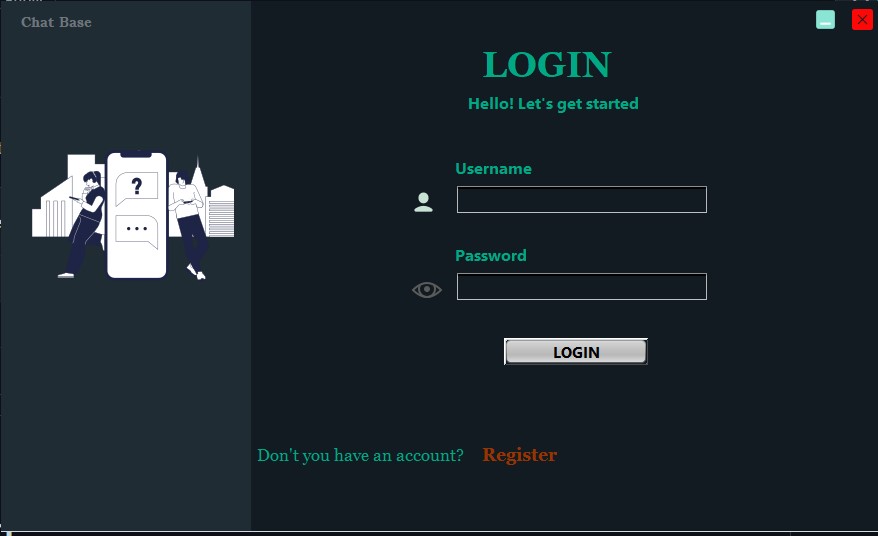 Chat Base
LOGIN
Hello! Let's get started
Username
?
Password
LOGIN
Don't you have an account? Register